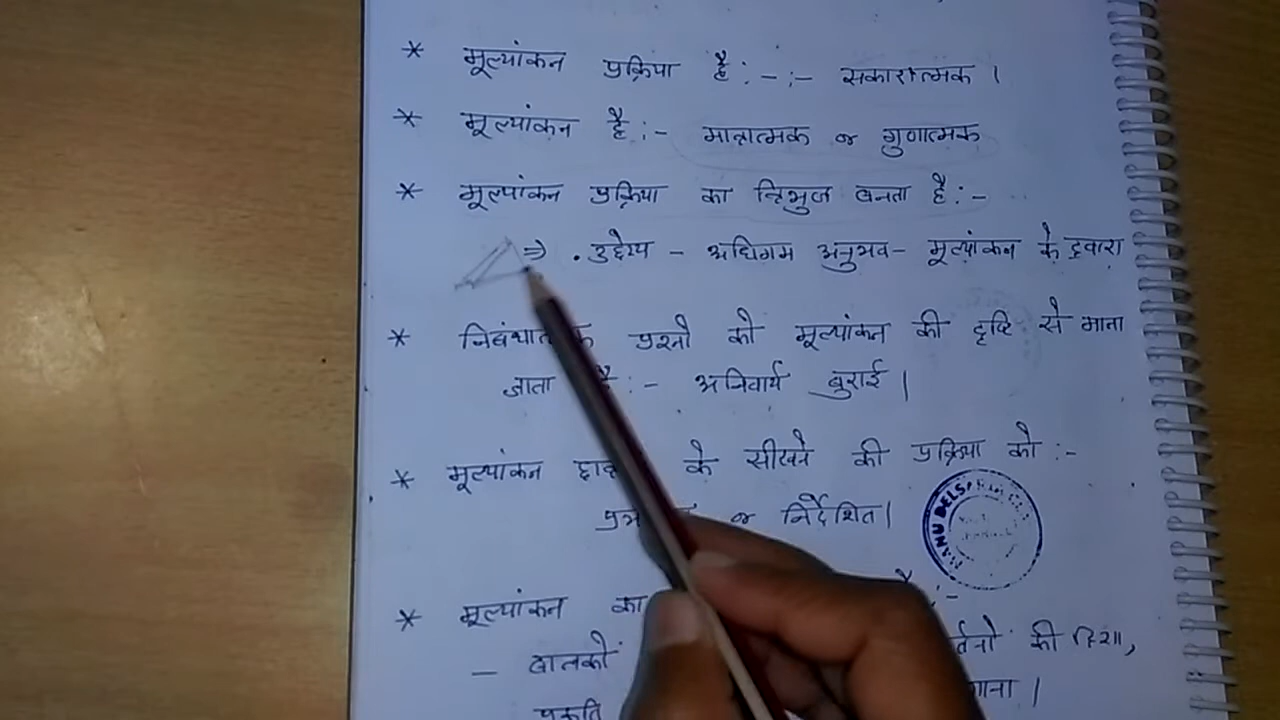 * मूल्यांकन प्रक्रिया है :-:- सकारात्मक ।
* मूल्यांकन है :- मात्रात्मक व गुणात्मक
* मूल्यांकन प्रक्रिया का त्रिभुज बनता है :-
⇒ . उद्देश्य - अधिगम अनुभव - मूल्यांकन के द्वारा
* निबंधात्मक प्रश्नो को मूल्यांकन की दृष्टि से माना
जाता है :- अनिवार्य बुराई ।
* मूल्यांकन के सीखने की प्रक्रिया को :-
व निर्देशित ।
* मूल्यांकन का है :-
- बालकों की दिशा,
प्रकृति
MANU